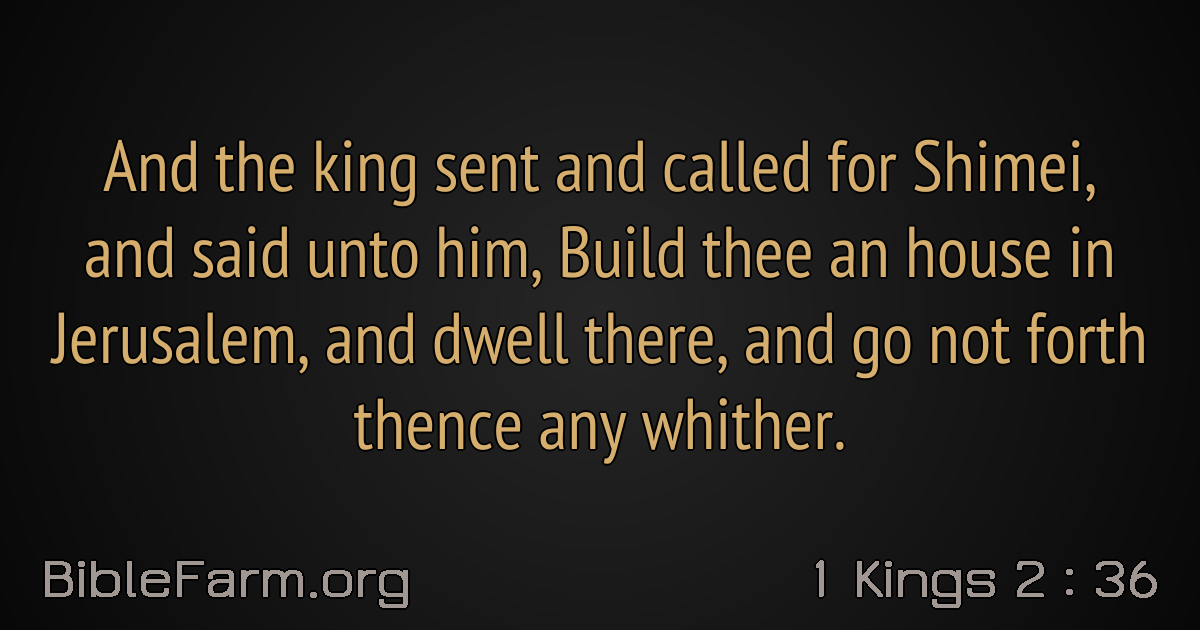 And the king sent and called for Shimei,
and said unto him, Build thee an house in
Jerusalem, and dwell there, and go not forth
thence any whither.
BibleFarm.org
1 Kings 2 : 36